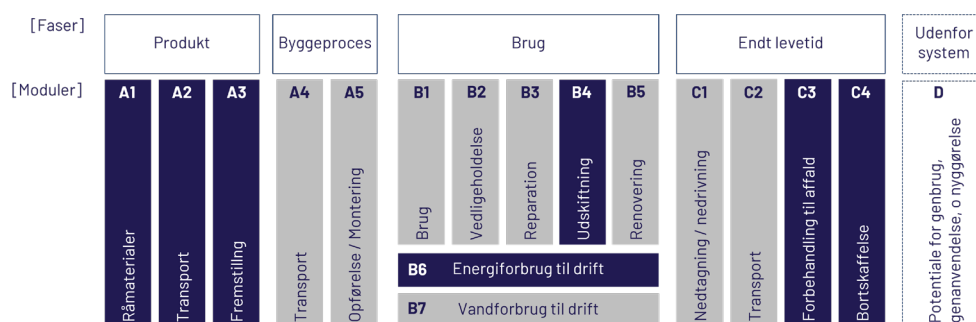 [Faser]
Produkt
Byggeproces
Brug
Endt levetid
Udenfor
system
[Moduler]
A1
Råmaterialer
A2
Transport
A3
Fremstillng
A4
Transport
A5
Opførelse / Montering
B1
Brug
B2
Vedligeholdelse
B3
Reparation
B4
Udskiftning
B5
Renovering
B6 Energiforbrug til drift
B7 Vandforbrug til drift
C1
Nedtagning / nedrivning
C2
Transport
C3
Forbehandling til affald
C4
Bortskaffelse
D
Potentiale for genbrug,
genanvendelse, o nyggørelse